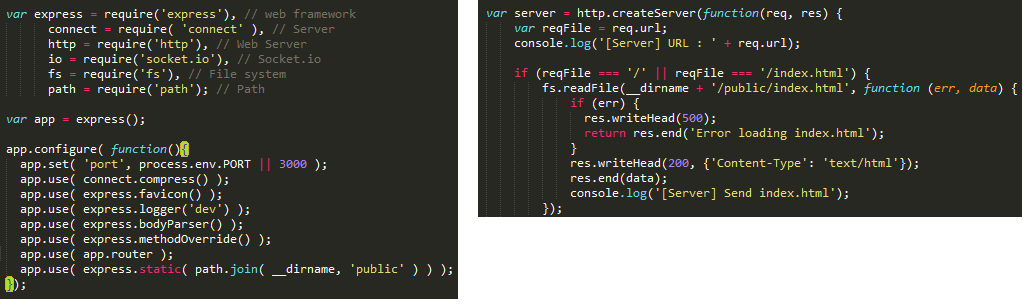 var express = require('express'), // web framework
      connect = require( 'connect' ), // Server
      http = require('http'), // Web Server
      io = require('socket.io'), // Socket.io
      fs = require('fs'), // File system
      path = require('path'); // Path

var app = express();

app.configure( function(){
  app.set( 'port', process.env.PORT || 3000 );
  app.use( connect.compress() );
  app.use( express.favicon() );
  app.use( express.logger('dev') );
  app.use( express.bodyParser() );
  app.use( express.methodOverride() );
  app.use( app.router );
  app.use( express.static( path.join( __dirname, 'public' ) ) );
});

var server = http.createServer(function(req, res) {
    var reqFile = req.url;
    console.log('[Server] URL : ' + req.url);

    if (reqFile === '/' || reqFile === '/index.html') {
        fs.readFile(__dirname + '/public/index.html', function (err, data) {
            if (err) {
              res.writeHead(500);
              return res.end('Error loading index.html');
            }
            res.writeHead(200, {'Content-Type': 'text/html'});
            res.end(data);
            console.log('[Server] Send index.html');
        });